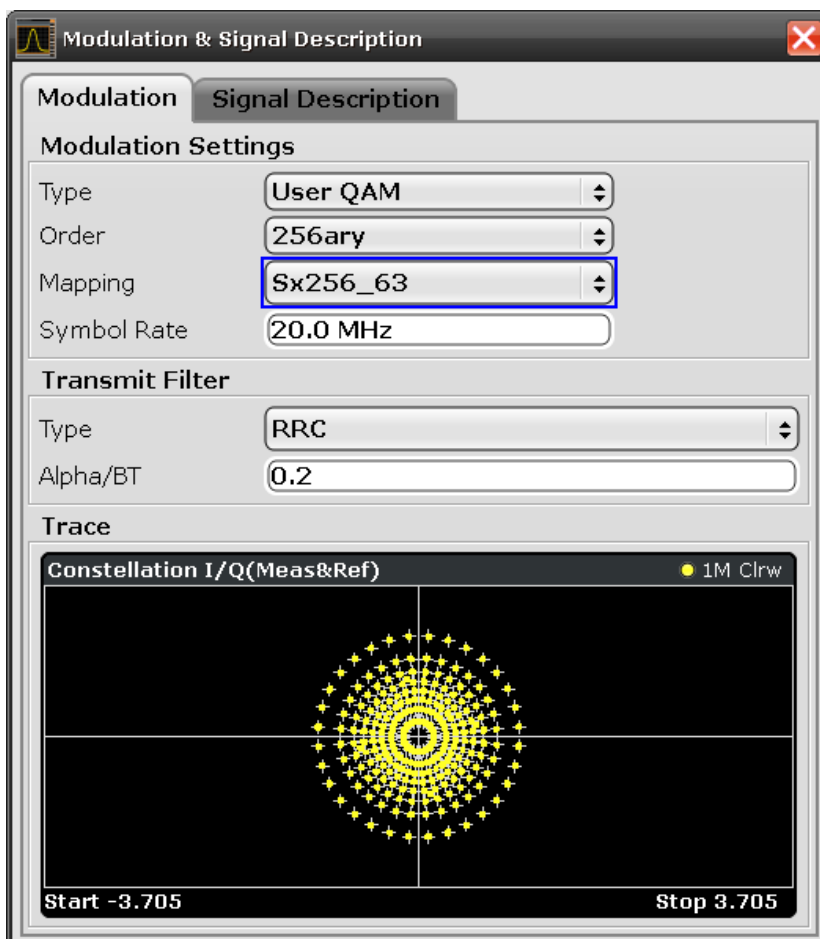 Modulation & Signal Description
Modulation Signal Description
Modulation Settings
Type User QAM
Order 256ary
Mapping Sx256_63
Symbol Rate 20.0 MHz
Transmit Filter
Type RRC
Alpha/BT 0.2
Trace
Constellation I/Q(Meas&Ref) 1M Clrw
Start -3.705 Stop 3.705